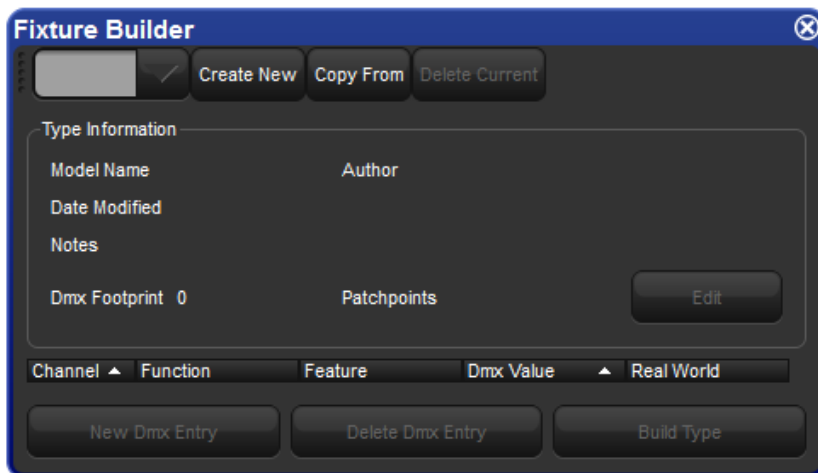 Fixture Builder
Create New Copy From Delete Current
Type Information
Model Name Author
Date Modified
Notes
Dmx Footprint 0 Patchpoints Edit
Channel Function Feature Dmx Value Real World
New Dmx Entry Delete Dmx Entry Build Type